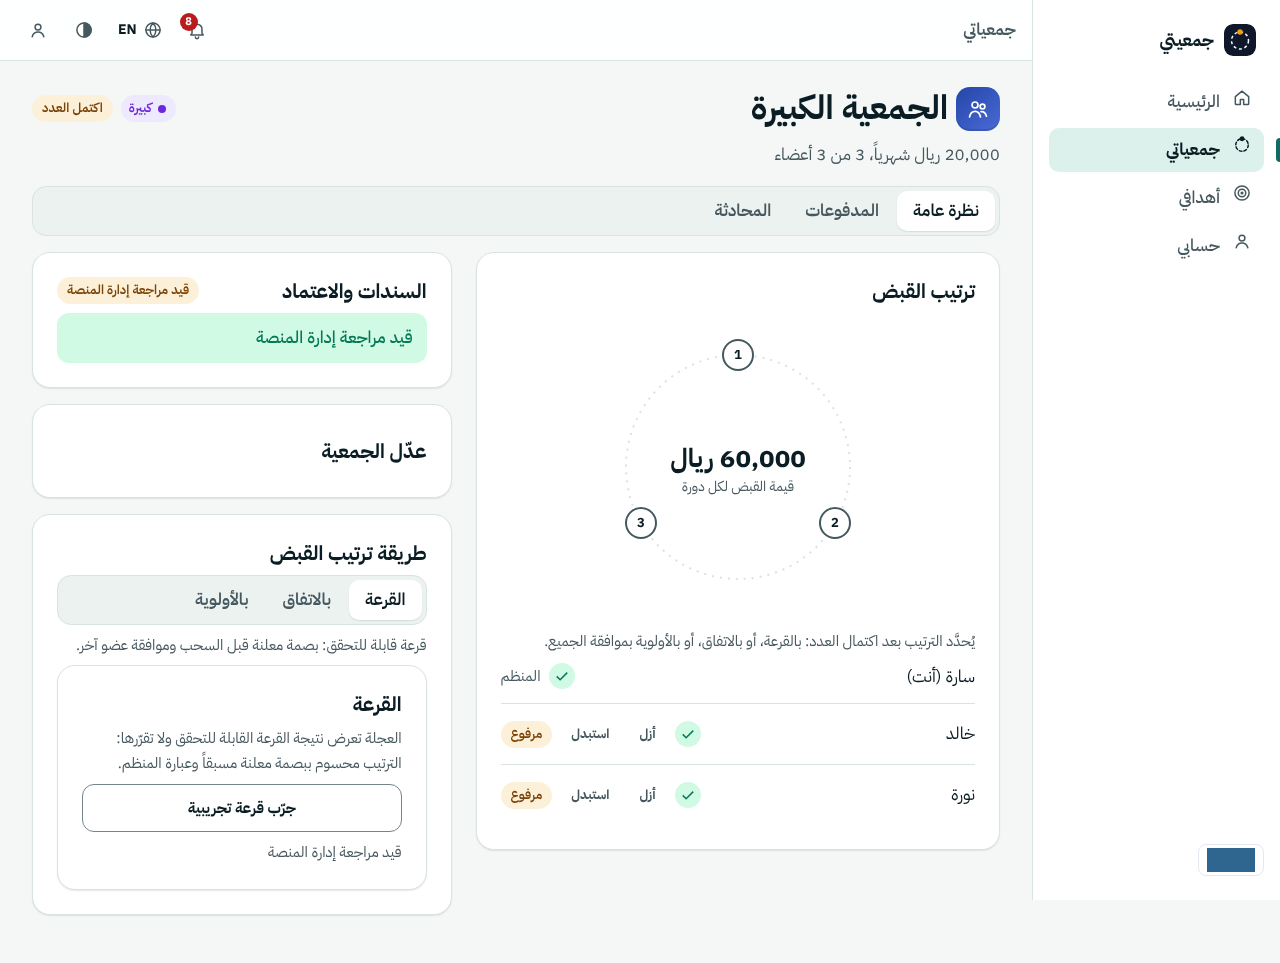 جمعيتي
الرئيسية
جمعياتي
أهدافي
حسابي
جمعياتي
8
EN
الجمعية الكبيرة
كبيرة
اكتمل العدد
20,000 ريال شهرياً، 3 من 3 أعضاء
نظرة عامة
المدفوعات
المحادثة
ترتيب القبض
1
60,000 ريال
قيمة القبض لكل دورة
2
3
يُحدَّد الترتيب بعد اكتمال العدد: بالقرعة، أو بالاتفاق، أو بالأولوية بموافقة الجميع.
سارة (أنت)
المنظم
خالد
أزل
استبدل
مرفوع
نورة
أزل
استبدل
مرفوع
السندات والاعتماد
قيد مراجعة إدارة المنصة
قيد مراجعة إدارة المنصة
عدّل الجمعية
طريقة ترتيب القبض
القرعة
بالاتفاق
بالأولوية
قرعة قابلة للتحقق: بصمة معلنة قبل السحب وموافقة عضو آخر.
القرعة
العجلة تعرض نتيجة القرعة القابلة للتحقق ولا تقرّرها:
الترتيب محسوم ببصمة معلنة مسبقاً وعبارة المنظم.
جرّب قرعة تجريبية
قيد مراجعة إدارة المنصة